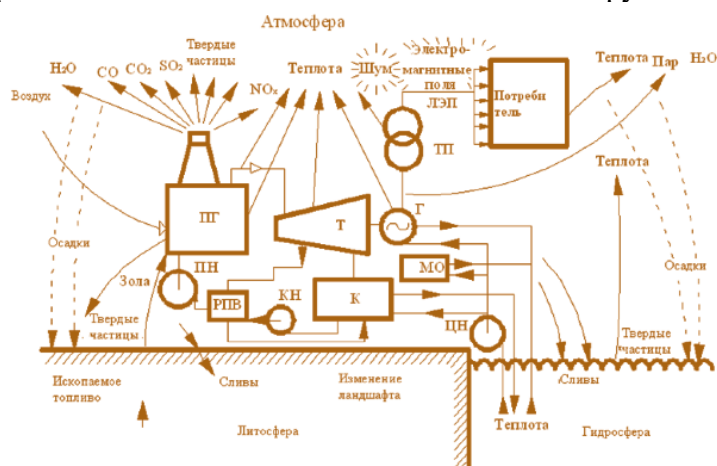 Атмосфера
H₂O
CO
CO₂
SO₂
Твердые
частицы
NOₓ
Теплота
Шум
Электро-
магнитные
поля
ЛЭП
Потреби
тель
Теплота
Пар
H₂O
Воздух
ТП
Теплота
ПГ
Т
Г
Осадки
Зола
ПН
РПВ
КН
К
МО
ЦН
Осадки
Твердые
частицы
Твердые
частицы
Ископаемое
топливо
Сливы
Изменение
ландшафта
Сливы
Литосфера
Теплота
Гидросфера